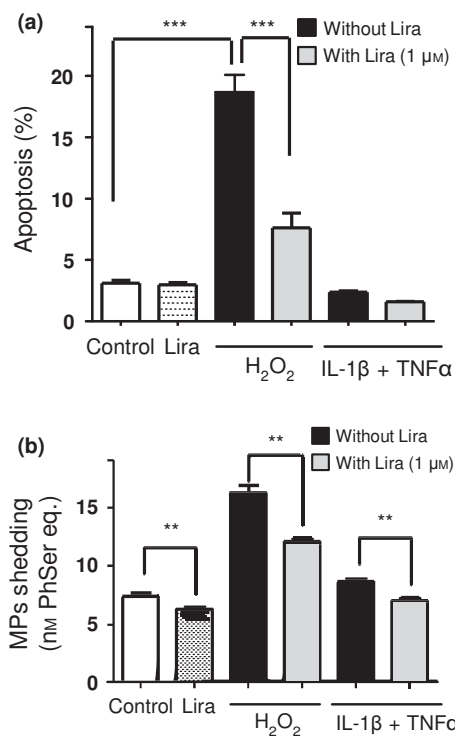 (a)
***
***
Without Lira
With Lira (1 μM)
Apoptosis (%)
20
15
10
5
0
Control Lira
H₂O₂
IL-1β + TNFα
(b)
Without Lira
With Lira (1 μM)
**
**
**
MPs shedding
(nM PhSer eq.)
15
10
5
0
Control Lira
H₂O₂
IL-1β + TNFα